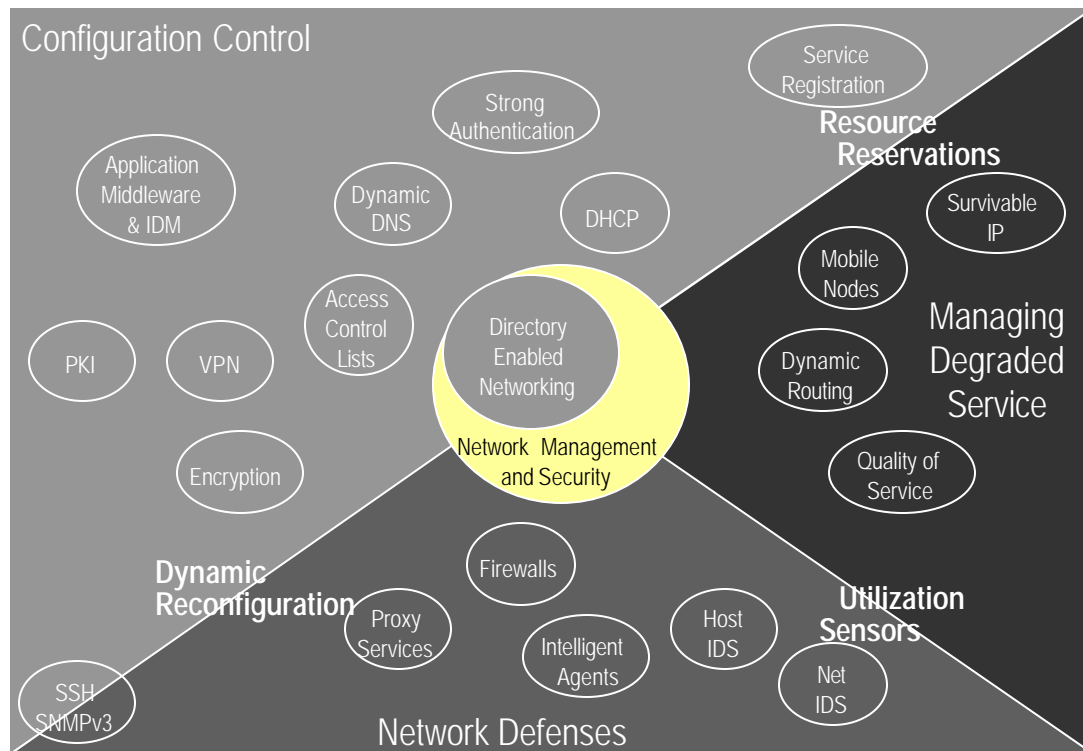 Configuration Control
Service
Registration
Strong
Authentication
Resource
Reservations
Application
Middleware
& IDM
Dynamic
DNS
DHCP
Survivable
IP
Mobile
Nodes
Access
Control
Lists
Directory
Enabled
Networking
Managing
Degraded
Service
PKI
VPN
Dynamic
Routing
Network Management
and Security
Encryption
Quality of
Service
Dynamic
Reconfiguration
Firewalls
Utilization
Sensors
Proxy
Services
Intelligent
Agents
Host
IDS
Net
IDS
SSH
SNMPv3
Network Defenses